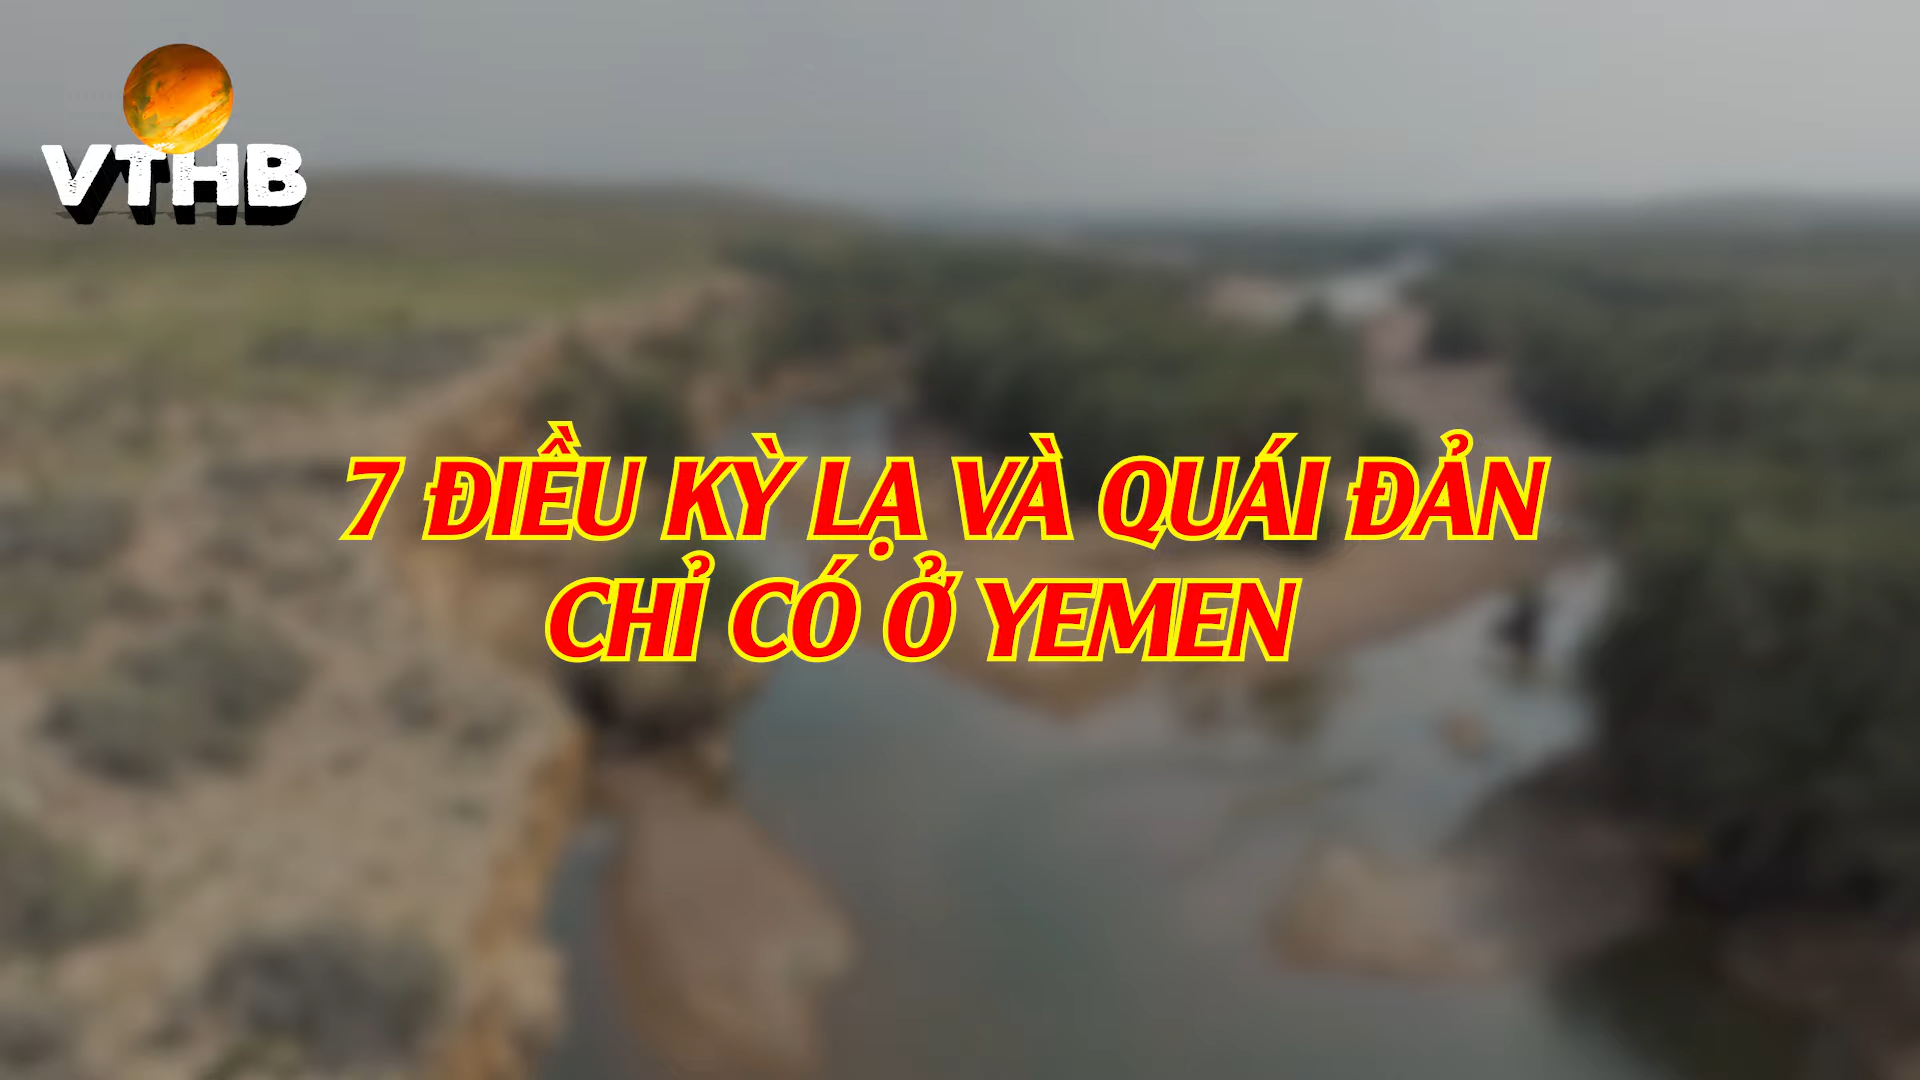 VTHB
7 ĐIỀU KỲ LẠ VÀ QUÁI ĐẢN
CHỈ CÓ Ở YEMEN